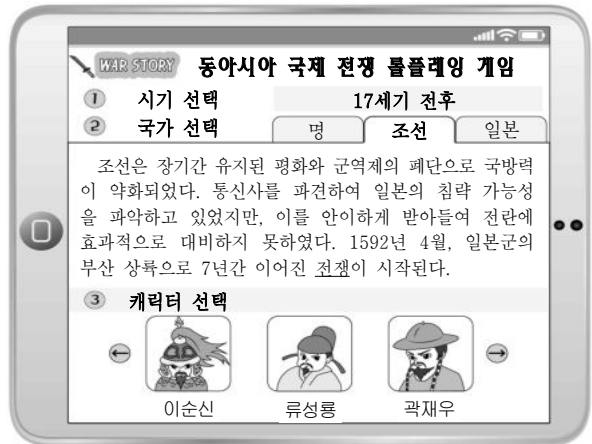 WAR STORY 동아시아 국제 전쟁 롤플레잉 게임
1 시기 선택 17세기 전후
2 국가 선택 명 조선 일본
조선은 장기간 유지된 평화와 군역제의 폐단으로 국방력
이 약화되었다. 통신사를 파견하여 일본의 침략 가능성
을 파악하고 있었지만, 이를 안이하게 받아들여 전란에
효과적으로 대비하지 못하였다. 1592년 4월, 일본군의
부산 상륙으로 7년간 이어진 전쟁이 시작된다.
3 캐릭터 선택
이순신 류성룡 곽재우